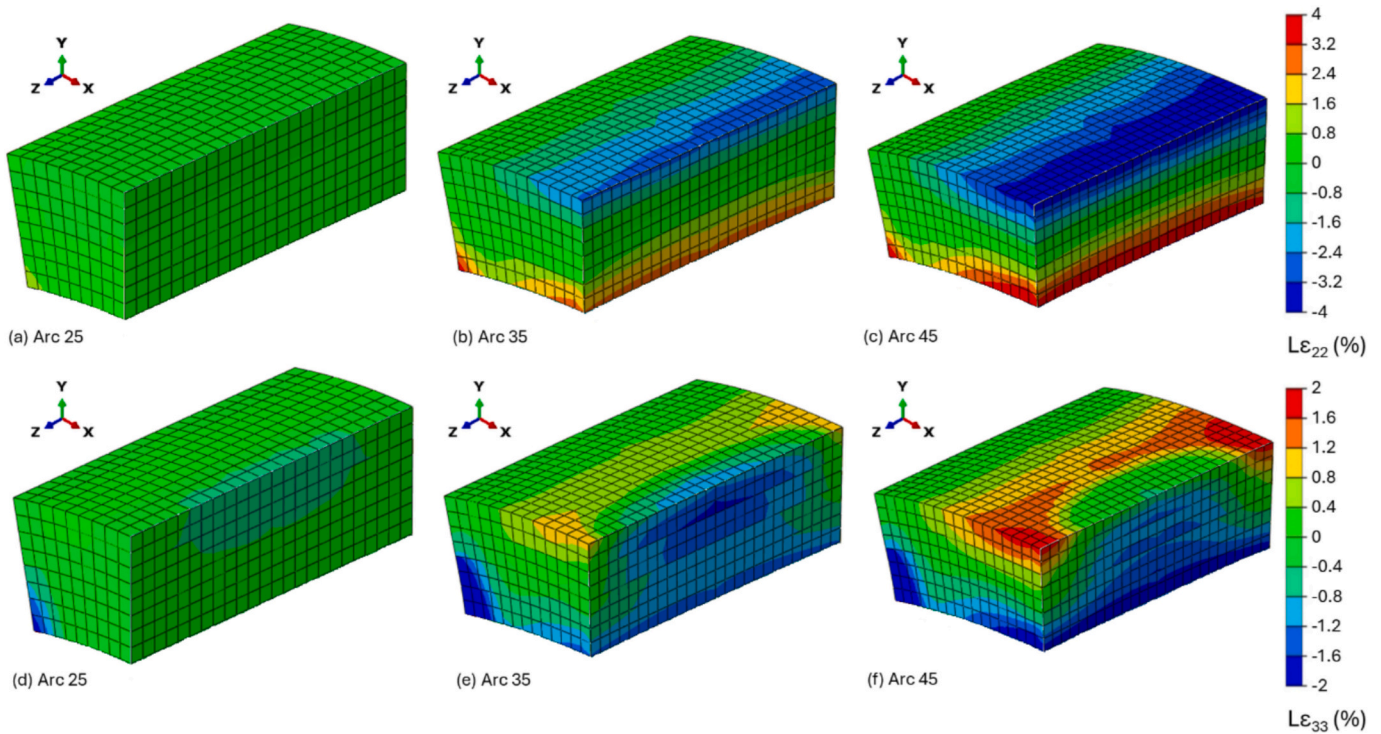 Y
Z X
Y
Z X
Y
Z X
4
3.2
2.4
1.6
0.8
0
-0.8
-1.6
-2.4
-3.2
-4
Lε₂₂ (%)
(a) Arc 25
(b) Arc 35
(c) Arc 45
Y
Z X
Y
Z X
Y
Z X
2
1.6
1.2
0.8
0.4
0
-0.4
-0.8
-1.2
-1.6
-2
Lε₃₃ (%)
(d) Arc 25
(e) Arc 35
(f) Arc 45